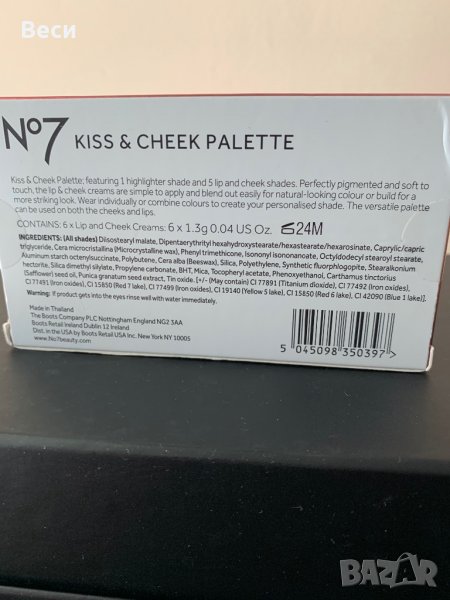 Веси
No7 KISS & CHEEK PALETTE
Kiss & Cheek Palette; featuring 1 highlighter shade and 5 lip and cheek shades. Perfectly pigmented and soft to
touch, the lip & cheek creams are simple to apply and blend out easily for natural-looking colour or build for a
more striking look. Wear individually or combine colours to create your personalised shade. The versatile palette
can be used on both the cheeks and lips.
CONTAINS: 6 x Lip and Cheek Creams: 6 x 1.3g 0.04 US Oz. 24M
INGREDIENTS: (All shades) Diisostearyl malate, Dipentaerythrityl hexahydroxystearate/hexastearate/hexarosinate, Caprylic/capric
triglyceride, Cera microcristallina (Microcrystalline wax), Phenyl trimethicone, Isononyl isononanoate, Octyldodecyl stearoyl stearate,
Aluminum starch octenylsuccinate, Polybutene, Cera alba (Beeswax), Silica, Polyethylene, Synthetic fluorphlogopite, Stearalkonium
hectorite, Silica dimethyl silylate, Propylene carbonate, BHT, Mica, Tocopheryl acetate, Phenoxyethanol, Carthamus tinctorius
(Safflower) seed oil, Punica granatum seed extract, Tin oxide. [+/- (May contain) CI 77891 (Titanium dioxide), CI 77492 (Iron oxides),
CI 77491 (Iron oxides), CI 15850 (Red 7 lake), CI 77499 (Iron oxides), CI 19140 (Yellow 5 lake), CI 15850 (Red 6 lake), CI 42090 (Blue 1 lake)]
Warning: If product gets into the eyes rinse well with water immediately.
Made in Thailand
The Boots Company PLC Nottingham England NG2 3AA
Boots Retail Ireland Dublin 12 Ireland
Dist. in the USA by Boots Retail USA Inc. New York NY 10005
www.No7beauty.com
5 045098 350397 >
BAZAR